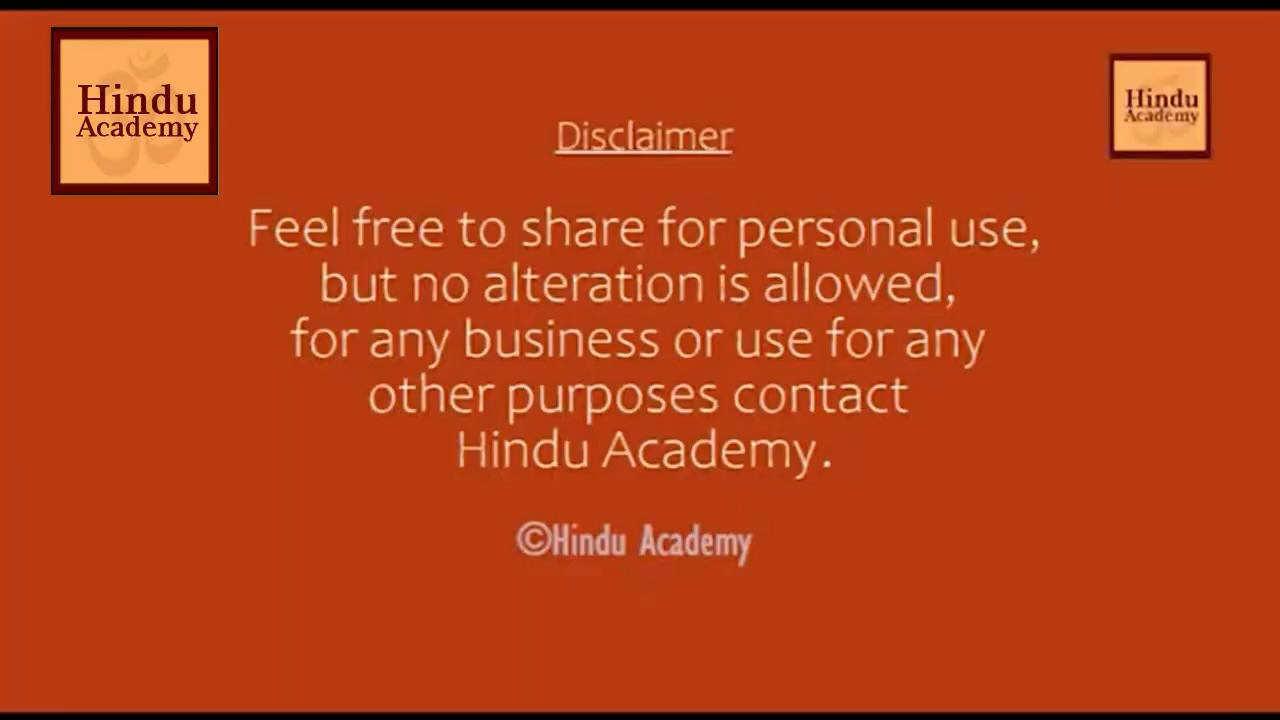 Hindu
Academy
Hindu
Academy
Disclaimer
Feel free to share for personal use,
but no alteration is allowed,
for any business or use for any
other purposes contact
Hindu Academy.
©Hindu Academy